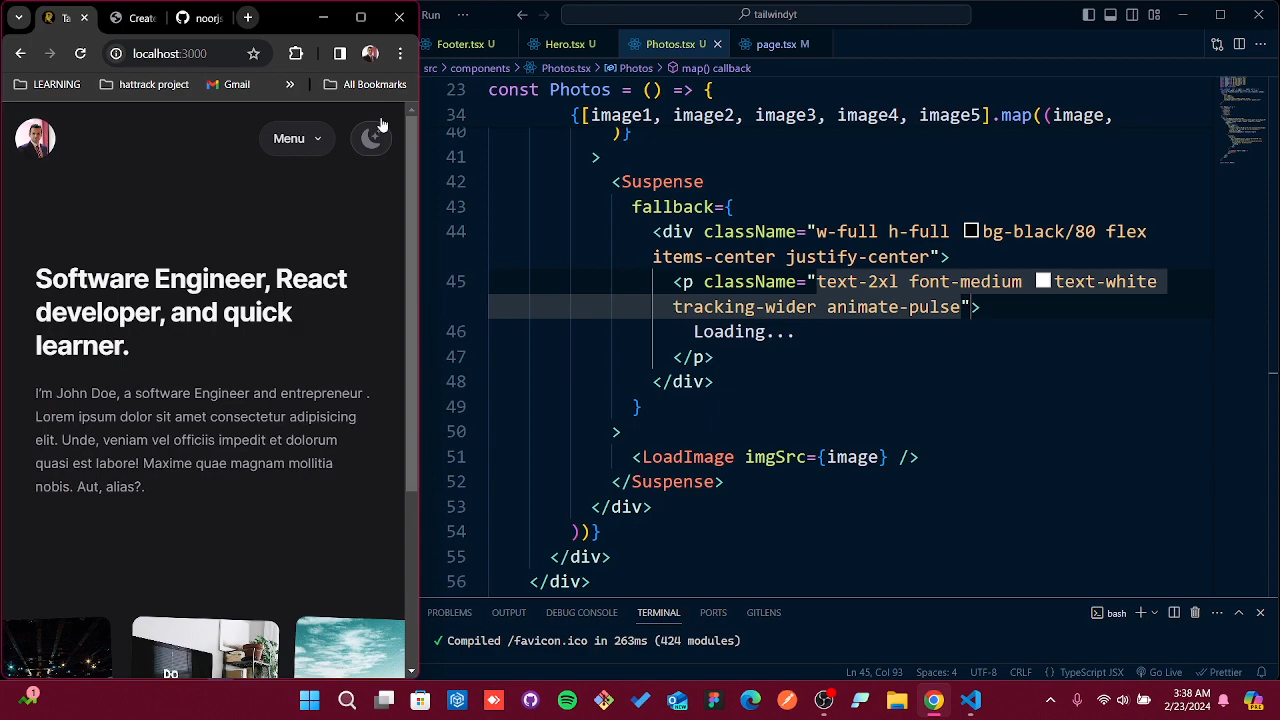 Ta
Create
noorjs
Run
tailwindyt
localhost:3000
Footer.tsx U
Hero.tsx U
Photos.tsx U
page.tsx M
LEARNING
hattrack project
Gmail
All Bookmarks
src > components > Photos.tsx > Photos > map() callback
Menu
Software Engineer, React
developer, and quick
learner.
I’m John Doe, a software Engineer and entrepreneur .
Lorem ipsum dolor sit amet consectetur adipisicing
elit. Unde, veniam vel officiis impedit et dolorum
quasi est labore! Maxime quae magnam mollitia
nobis. Aut, alias?.
Do
23 const Photos = () => {
34 {[image1, image2, image3, image4, image5].map((image,
40 )}
41 >
42 <Suspense
43 fallback={
44 <div className="w-full h-full bg-black/80 flex
items-center justify-center">
45 <p className="text-2xl font-medium text-white
tracking-wider animate-pulse">
46 Loading...
47 </p>
48 </div>
49 }
50 >
51 <LoadImage imgSrc={image} />
52 </Suspense>
53 </div>
54 ))}
55 </div>
56 </div>
PROBLEMS
OUTPUT
DEBUG CONSOLE
TERMINAL
PORTS
GITLENS
bash
✓ Compiled /favicon.ico in 263ms (424 modules)
Ln 45, Col 93
Spaces: 4
UTF-8
CRLF
TypeScript JSX
Go Live
Prettier
1
NEW
PRE
3:38 AM
2/23/2024